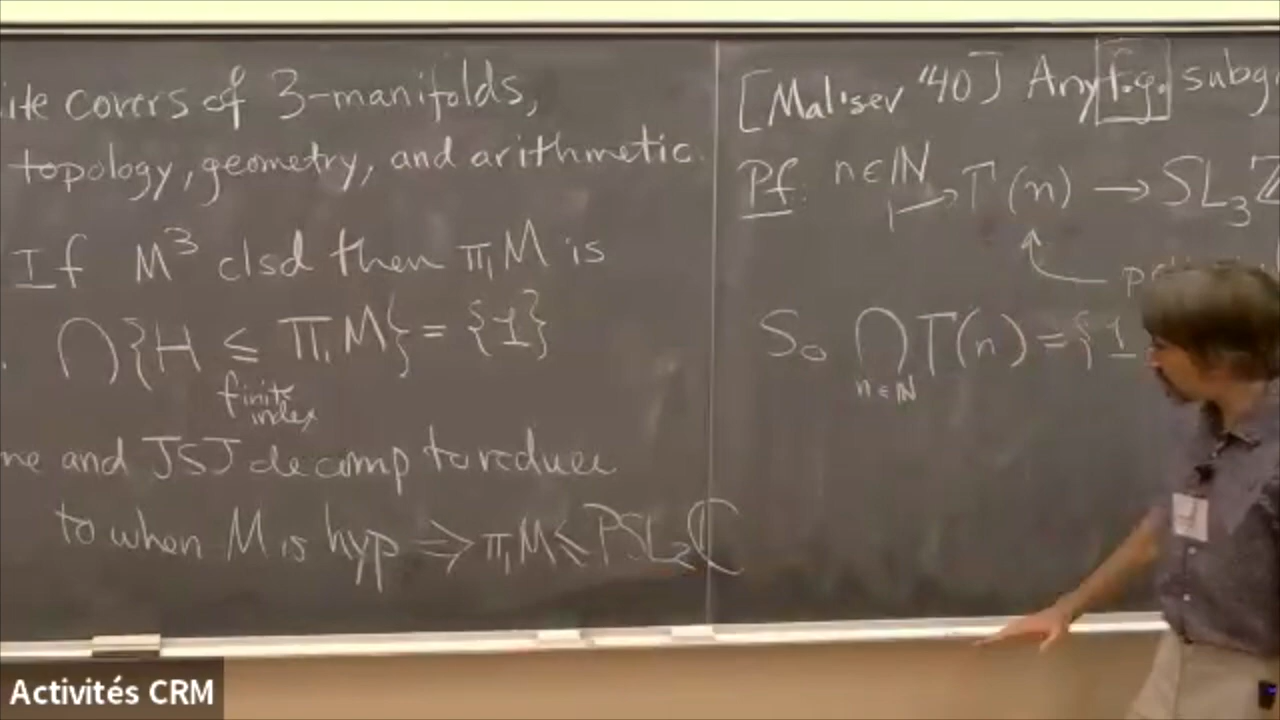 ite covers of 3-manifolds,
topology, geometry, and arithmetic.
If M³ clsd then π₁M is
⋂{H ≤ π₁M} = {1}
finite
index
ne and JSJ decomp to reduce
to when M is hyp ⇒ π₁M ≤ PSL₂ℂ
[Mal'sev '40] Any f.g. subg
Pf: n∈ℕ ↦ Γ(n) → SL₃ℤ
So ⋂ Γ(n) = {1
n∈ℕ
Activités CRM